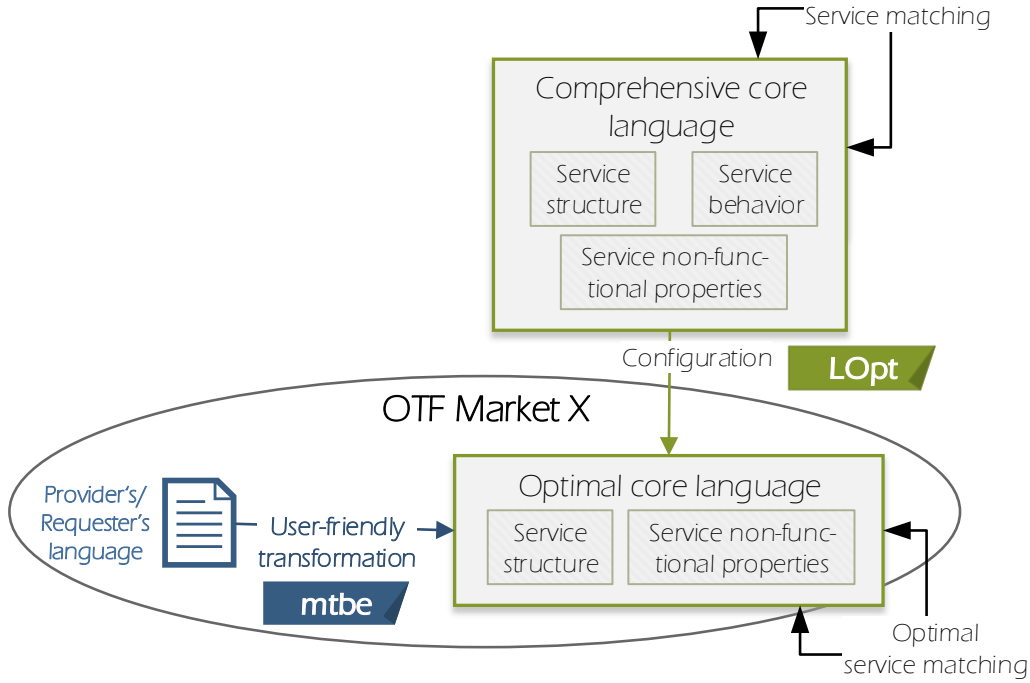 Service matching
Comprehensive core
language
Service
structure
Service
behavior
Service non-func-
tional properties
Configuration
LOpt
OTF Market X
Provider's/
Requester's
language
User-friendly
transformation
mtbe
Optimal core language
Service
structure
Service non-func-
tional properties
Optimal
service matching